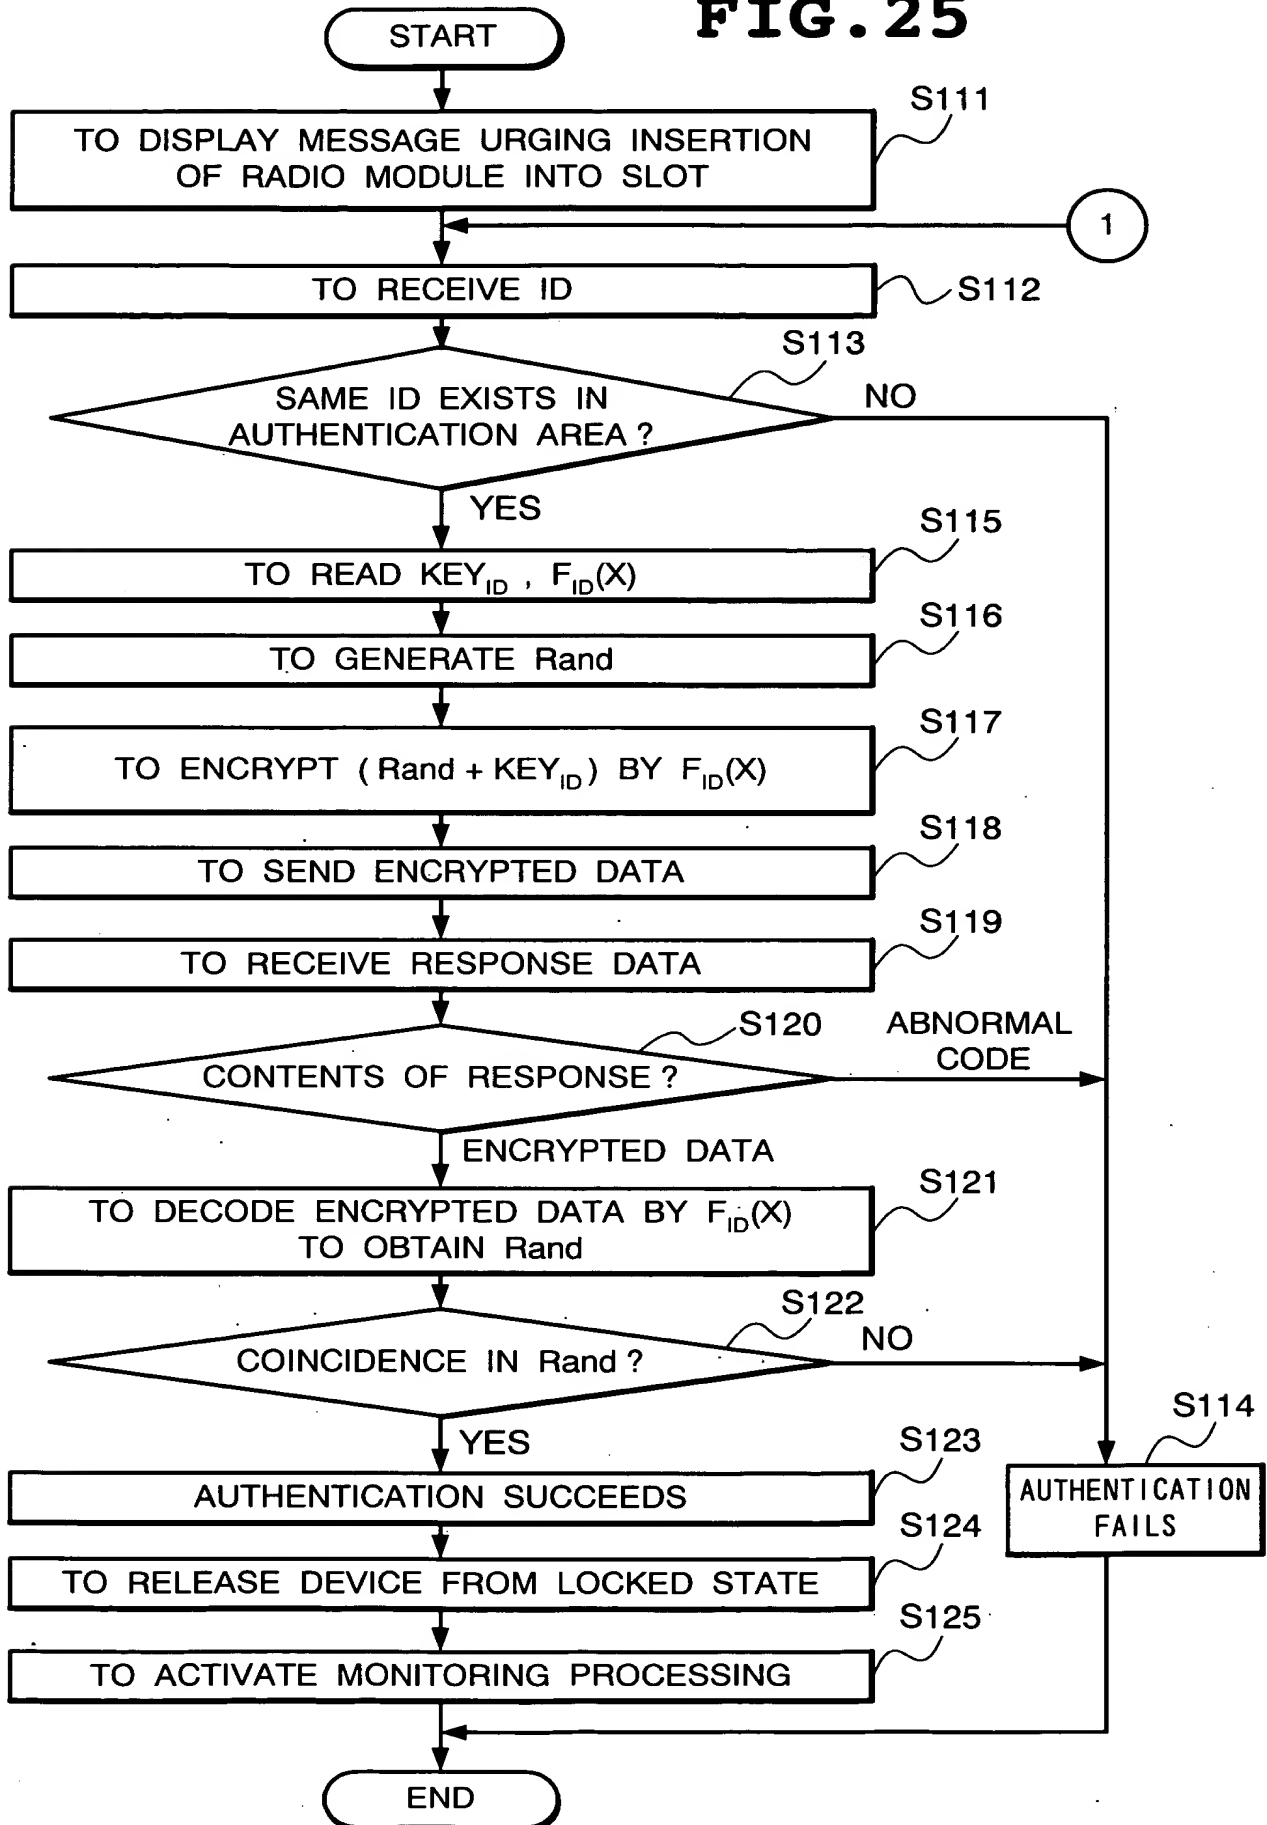 FIG.25
START
S111
TO DISPLAY MESSAGE URGING INSERTION
OF RADIO MODULE INTO SLOT
1
TO RECEIVE ID
S112
S113
SAME ID EXISTS IN
AUTHENTICATION AREA ?
NO
YES
S115
TO READ KEY_ID , F_ID(X)
S116
TO GENERATE Rand
S117
TO ENCRYPT ( Rand + KEY_ID ) BY F_ID(X)
S118
TO SEND ENCRYPTED DATA
S119
TO RECEIVE RESPONSE DATA
S120
ABNORMAL
CODE
CONTENTS OF RESPONSE ?
ENCRYPTED DATA
S121
TO DECODE ENCRYPTED DATA BY F_ID(X)
TO OBTAIN Rand
S122
NO
COINCIDENCE IN Rand ?
YES
S114
AUTHENTICATION
FAILS
S123
AUTHENTICATION SUCCEEDS
S124
TO RELEASE DEVICE FROM LOCKED STATE
S125
TO ACTIVATE MONITORING PROCESSING
END